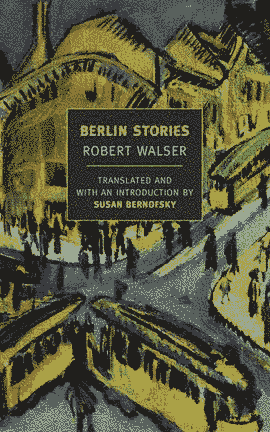 BERLIN STORIES
ROBERT WALSER
TRANSLATED AND
WITH AN INTRODUCTION BY
SUSAN BERNOFSKY